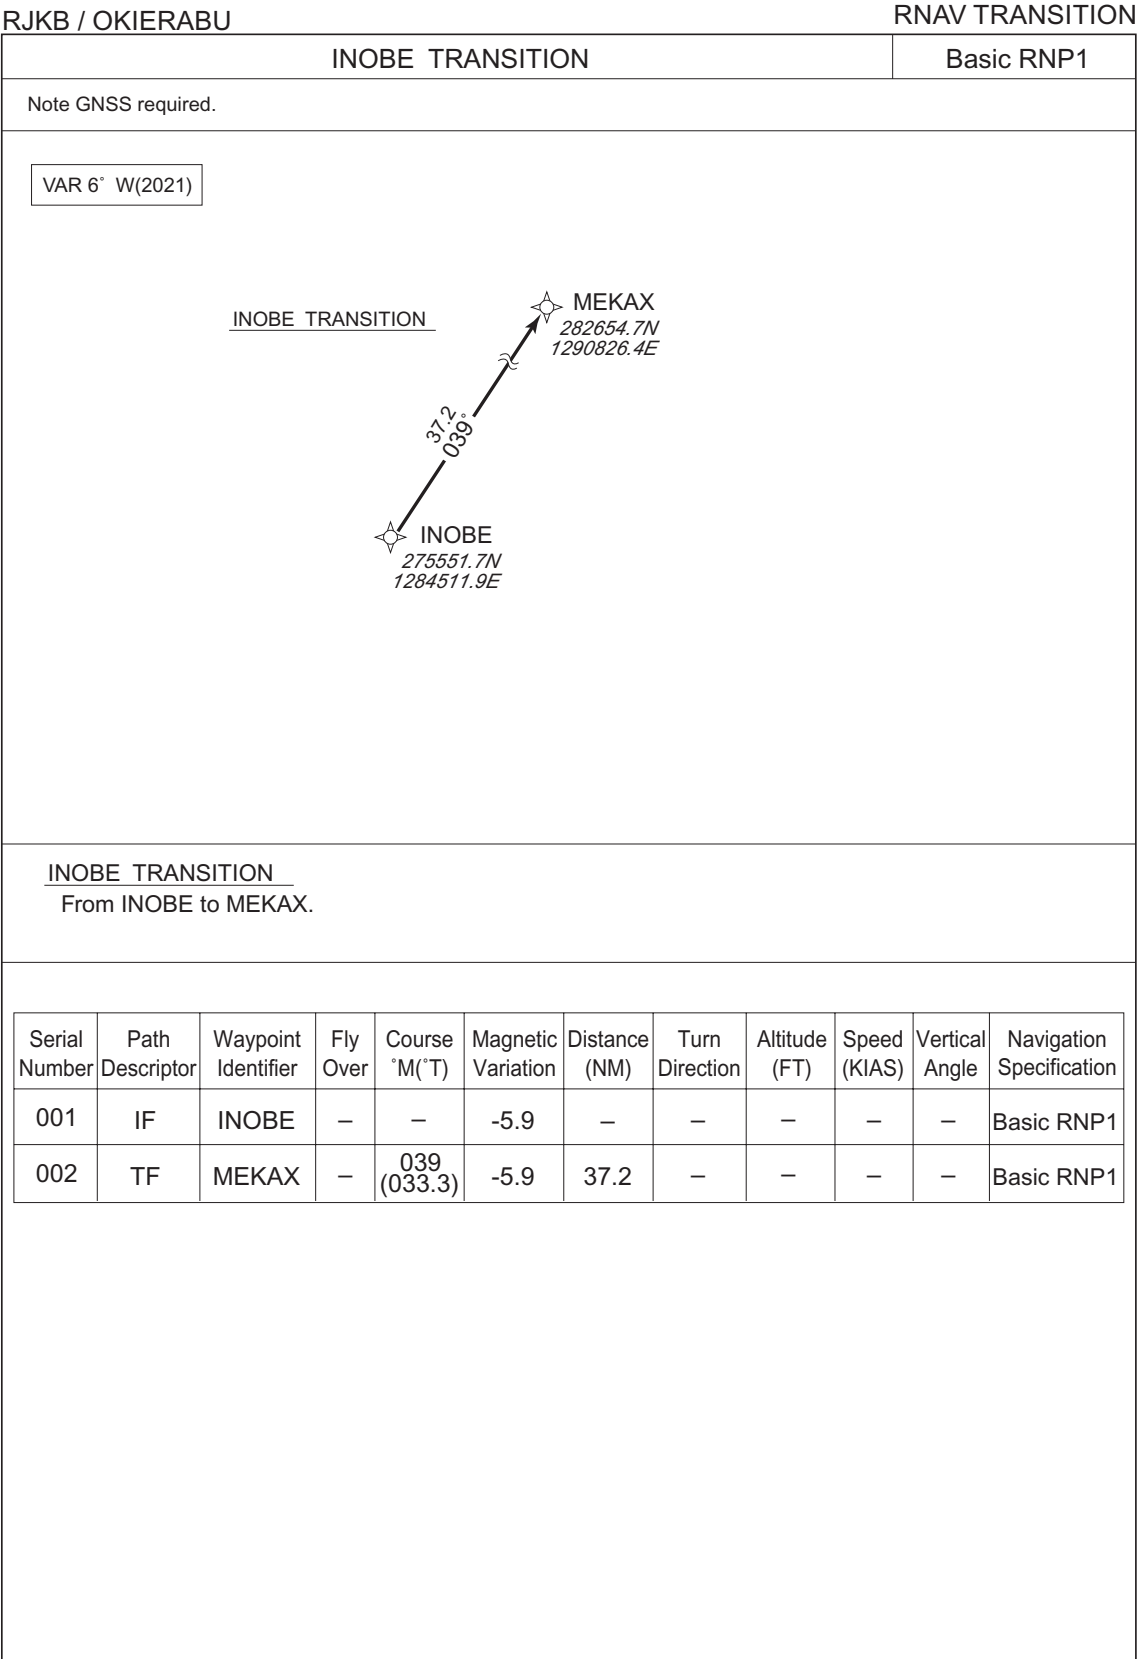 RJKB / OKIERABU
RNAV TRANSITION
INOBE TRANSITION
Basic RNP1
Note GNSS required.
VAR 6° W(2021)
INOBE TRANSITION
MEKAX
282654.7N
1290826.4E
37.2
039°
INOBE
275551.7N
1284511.9E
INOBE TRANSITION
From INOBE to MEKAX.
Serial Number Path Descriptor Waypoint Identifier Fly Over Course °M(°T) Magnetic Variation Distance (NM) Turn Direction Altitude (FT) Speed (KIAS) Vertical Angle Navigation Specification
001 IF INOBE – – -5.9 – – – – – Basic RNP1
002 TF MEKAX – 039 (033.3) -5.9 37.2 – – – – Basic RNP1